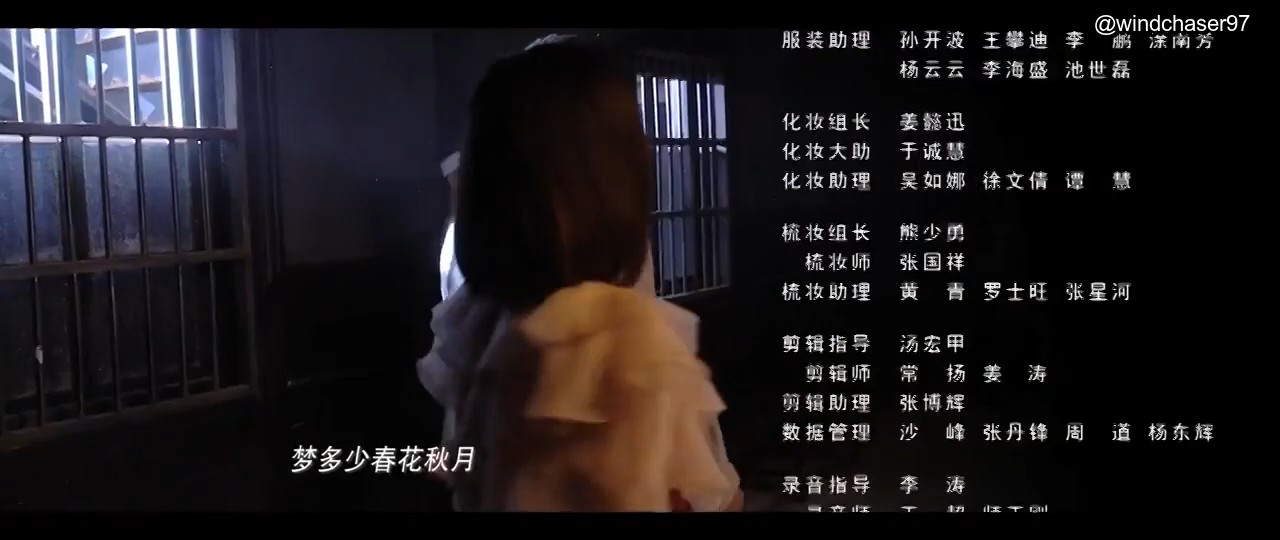 @windchaser97
服装助理 孙开波 王攀迪 李 鹏 南芳
杨云云 李海盛 池世磊
化妆组长 姜懿迅
化妆大助 于诚慧
化妆助理 吴如娜 徐文倩 谭 慧
梳妆组长 熊少勇
梳妆师 张国祥
梳妆助理 黄 青 罗士旺 张星河
剪辑指导 汤宏甲
剪辑师 常 扬 姜 涛
剪辑助理 张博辉
数据管理 沙 峰 张丹锋 周 道 杨东辉
梦多少春花秋月
录音指导 李 涛